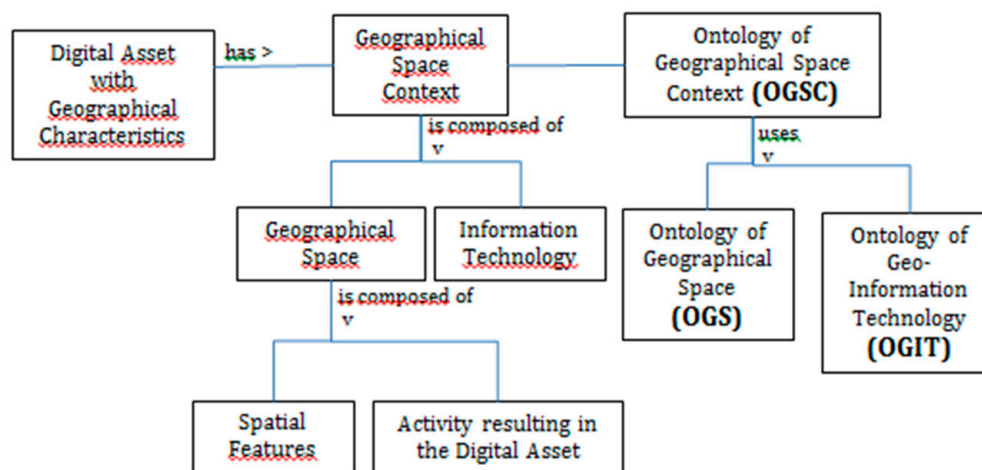 Digital Asset
with
Geographical
Characteristics
has >
Geographical
Space
Context
Ontology of
Geographical Space
Context (OGSC)
is composed of
v
uses
v
Geographical
Space
Information
Technology
Ontology of
Geographical
Space
(OGS)
Ontology of
Geo-
Information
Technology
(OGIT)
is composed of
v
Spatial
Features
Activity resulting in
the Digital Asset